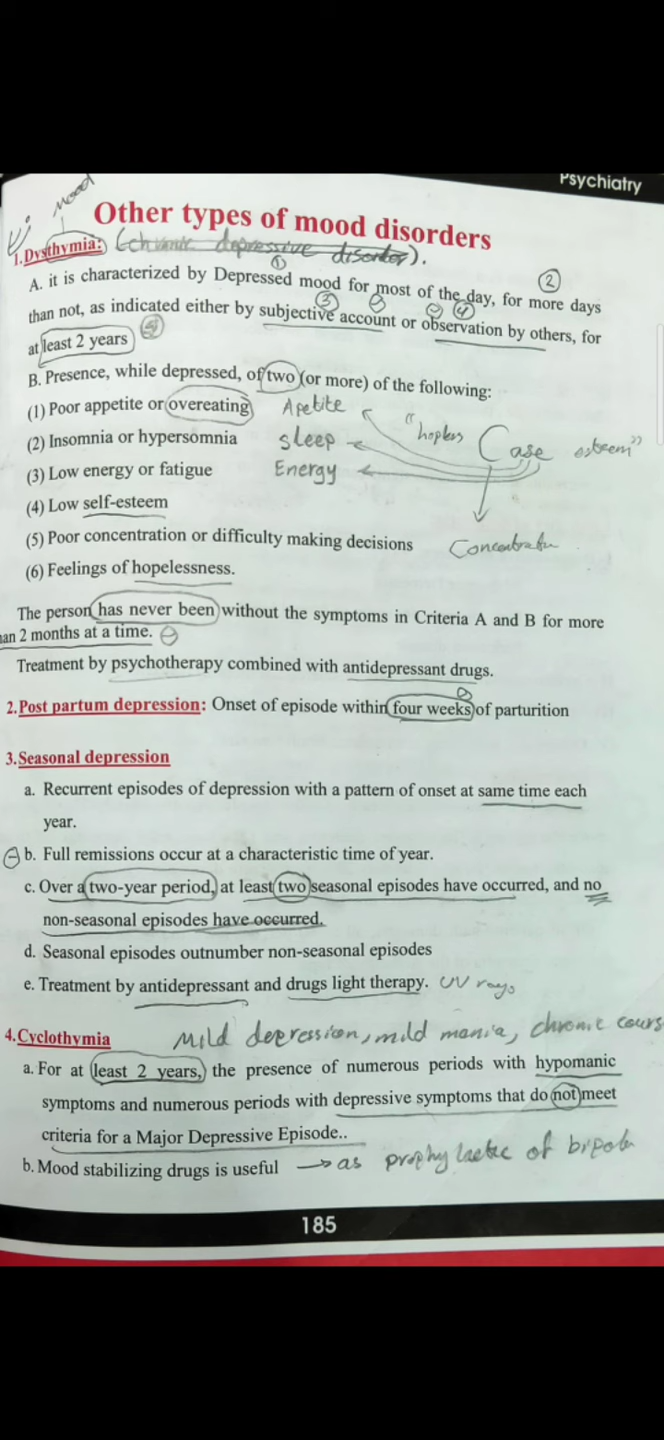 Psychiatry
mood
Other types of mood disorders
1.Dysthymia: (chronic depressive disorder).
A. it is characterized by Depressed mood for most of the day, for more days
than not, as indicated either by subjective account or observation by others, for
at least 2 years
B. Presence, while depressed, of two (or more) of the following:
(1) Poor appetite or overeating Apetite
(2) Insomnia or hypersomnia sleep "hopless Case esteem"
(3) Low energy or fatigue Energy
(4) Low self-esteem
(5) Poor concentration or difficulty making decisions
(6) Feelings of hopelessness.
The person has never been without the symptoms in Criteria A and B for more
an 2 months at a time.
Treatment by psychotherapy combined with antidepressant drugs.
2.Post partum depression: Onset of episode within four weeks of parturition
3.Seasonal depression
a. Recurrent episodes of depression with a pattern of onset at same time each
year.
b. Full remissions occur at a characteristic time of year.
c. Over a two-year period, at least two seasonal episodes have occurred, and no
non-seasonal episodes have occurred.
d. Seasonal episodes outnumber non-seasonal episodes
e. Treatment by antidepressant and drugs light therapy. UV rays
4.Cyclothymia Mild depression, mild mania, chronic cours
a. For at least 2 years, the presence of numerous periods with hypomanic
symptoms and numerous periods with depressive symptoms that do not meet
criteria for a Major Depressive Episode..
b. Mood stabilizing drugs is useful → as of
185